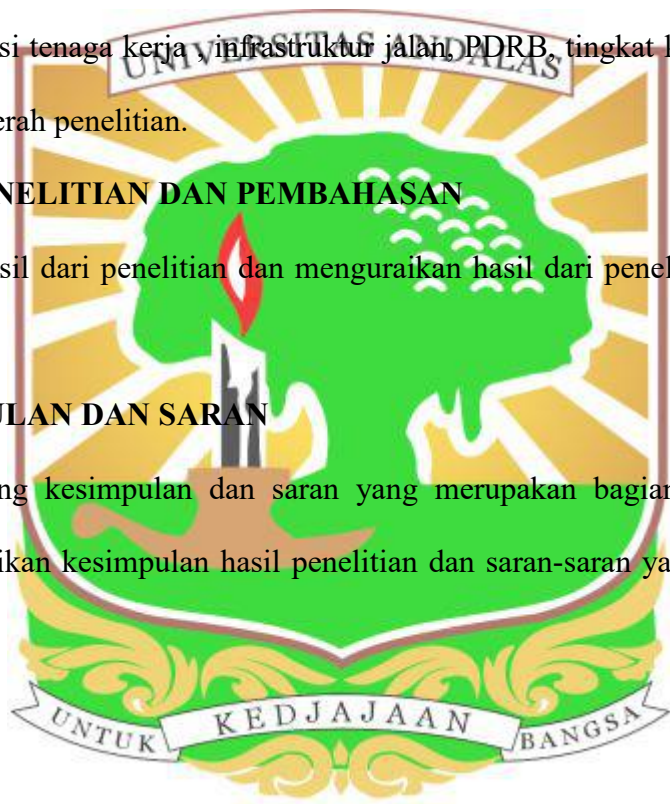 si tenaga kerja , infrastruktur jalan, PDRB, tingkat
UNIVERSITAS ANDALAS
erah penelitian.
NELITIAN DAN PEMBAHASAN
sil dari penelitian dan menguraikan hasil dari penel
ULAN DAN SARAN
ng kesimpulan dan saran yang merupakan bagian
ikan kesimpulan hasil penelitian dan saran-saran ya
UNTUK KEDJAJAAN BANGSA